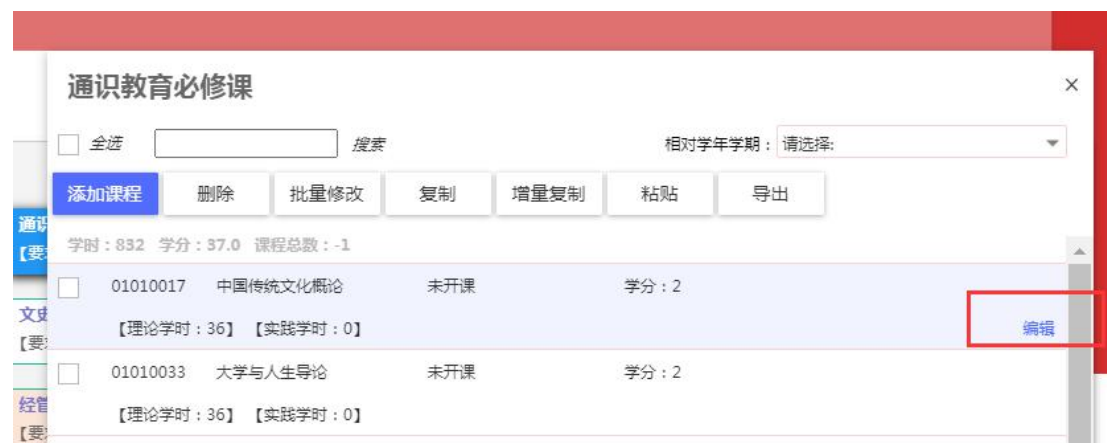 通识教育必修课
×
全选 搜索 相对学年学期：请选择:
添加课程 删除 批量修改 复制 增量复制 粘贴 导出
学时：832 学分：37.0 课程总数：-1
01010017 中国传统文化概论 未开课 学分：2
【理论学时：36】 【实践学时：0】 编辑
01010033 大学与人生导论 未开课 学分：2
【理论学时：36】 【实践学时：0】
通识
【要
文史
【要
经管
【要